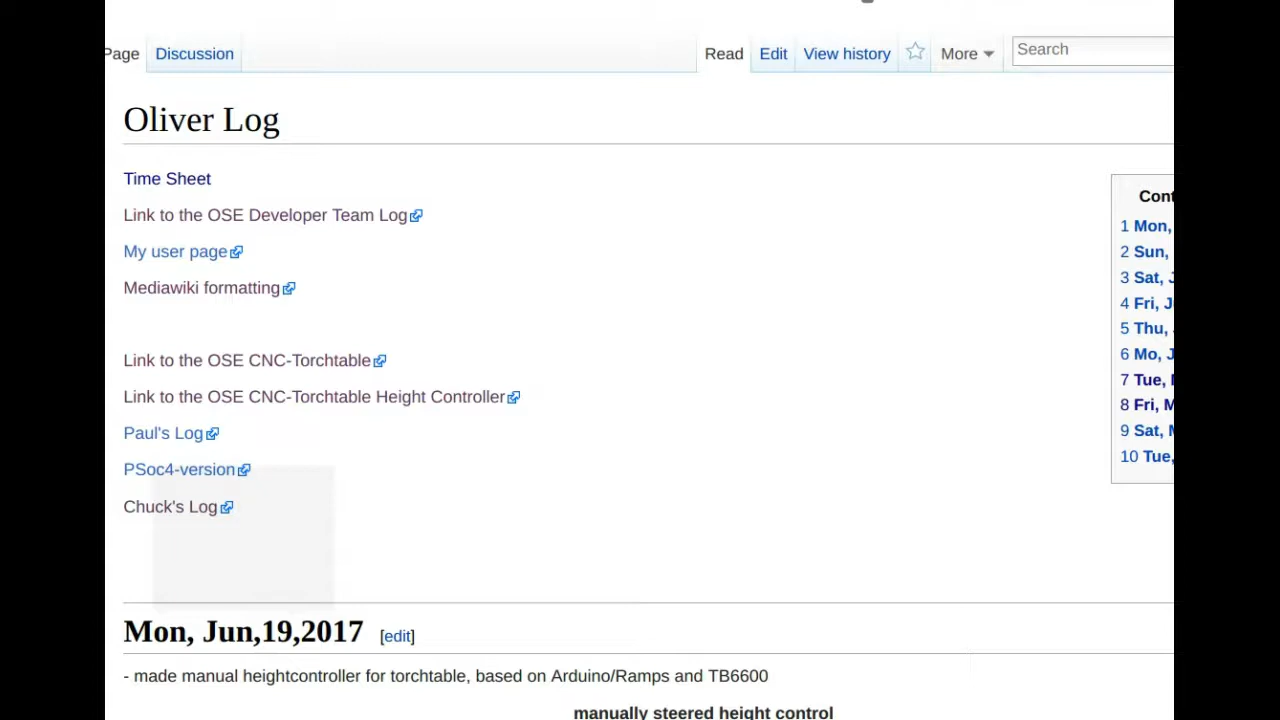 Page Discussion Read Edit View history More Search
Oliver Log
Time Sheet
Link to the OSE Developer Team Log
My user page
Mediawiki formatting
Link to the OSE CNC-Torchtable
Link to the OSE CNC-Torchtable Height Controller
Paul's Log
PSoc4-version
Chuck's Log
Cont
1 Mon,
2 Sun,
3 Sat, J
4 Fri, J
5 Thu,
6 Mo, J
7 Tue,
8 Fri, M
9 Sat, M
10 Tue,
Mon, Jun,19,2017 [edit]
- made manual heightcontroller for torchtable, based on Arduino/Ramps and TB6600
manually steered height control